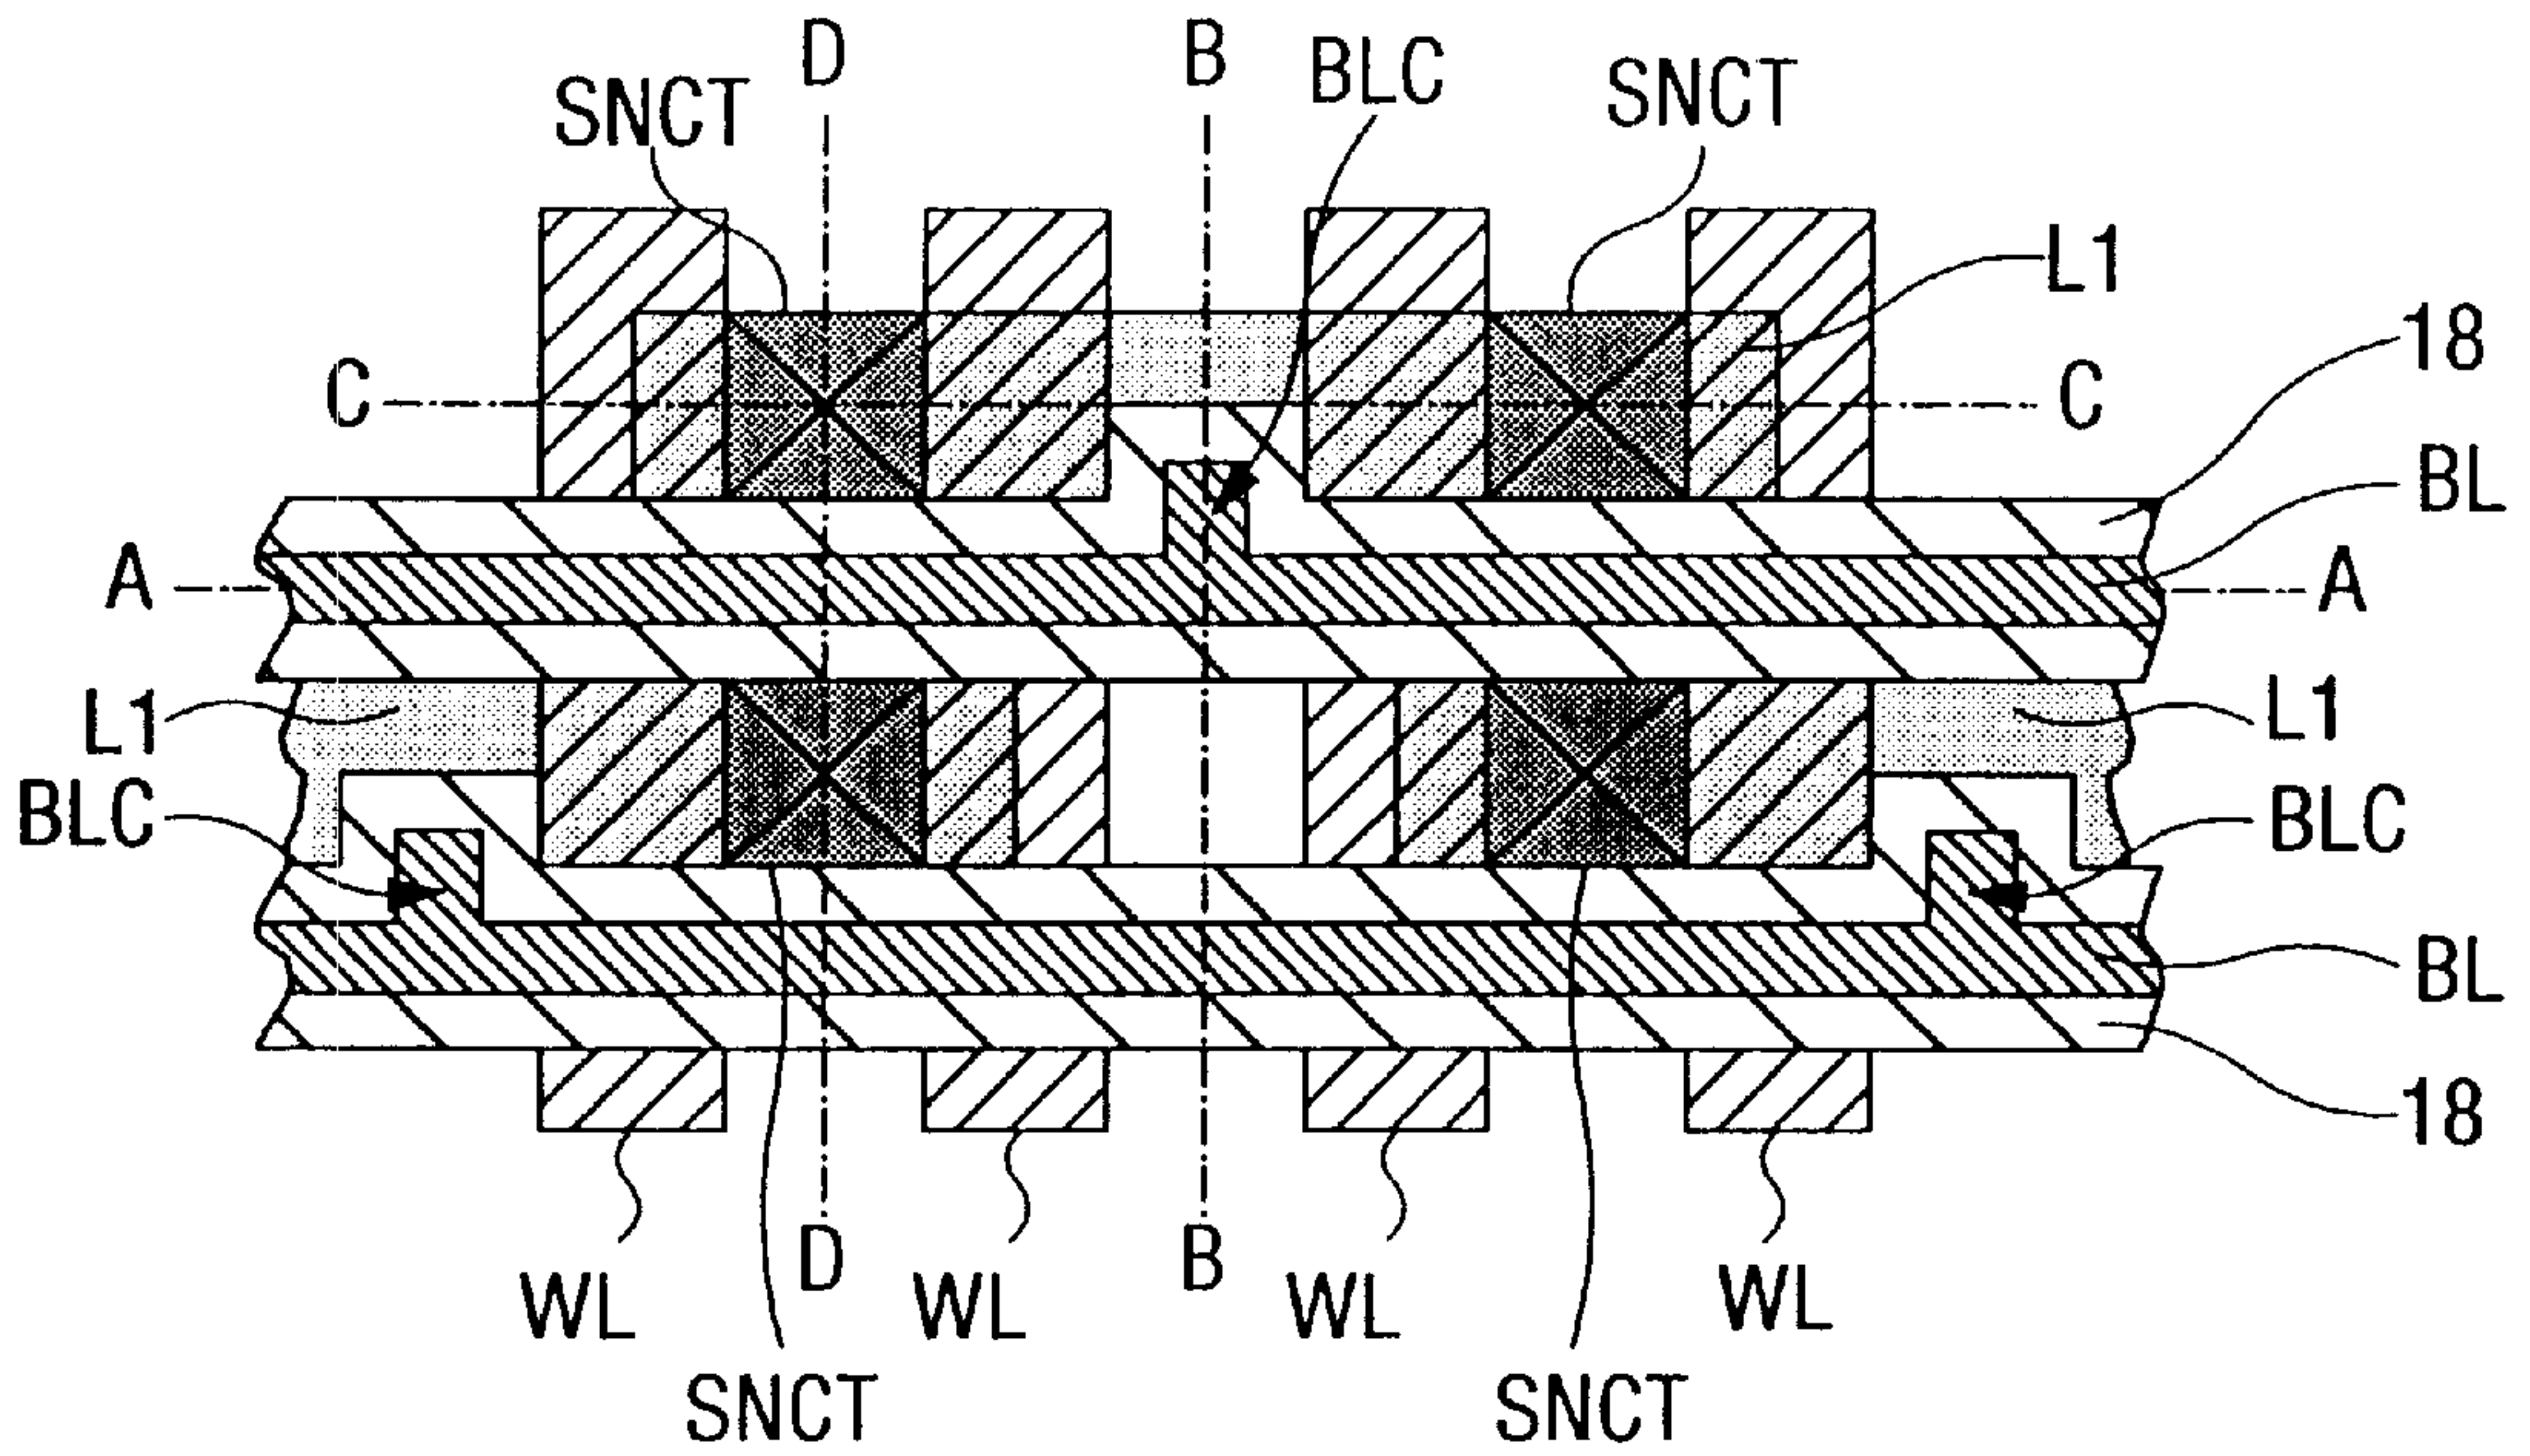 D B BLC SNCT
SNCT
L1
18
C C
BL
A A
L1 L1
BLC BLC
BL
18
D B
WL WL WL WL
SNCT SNCT